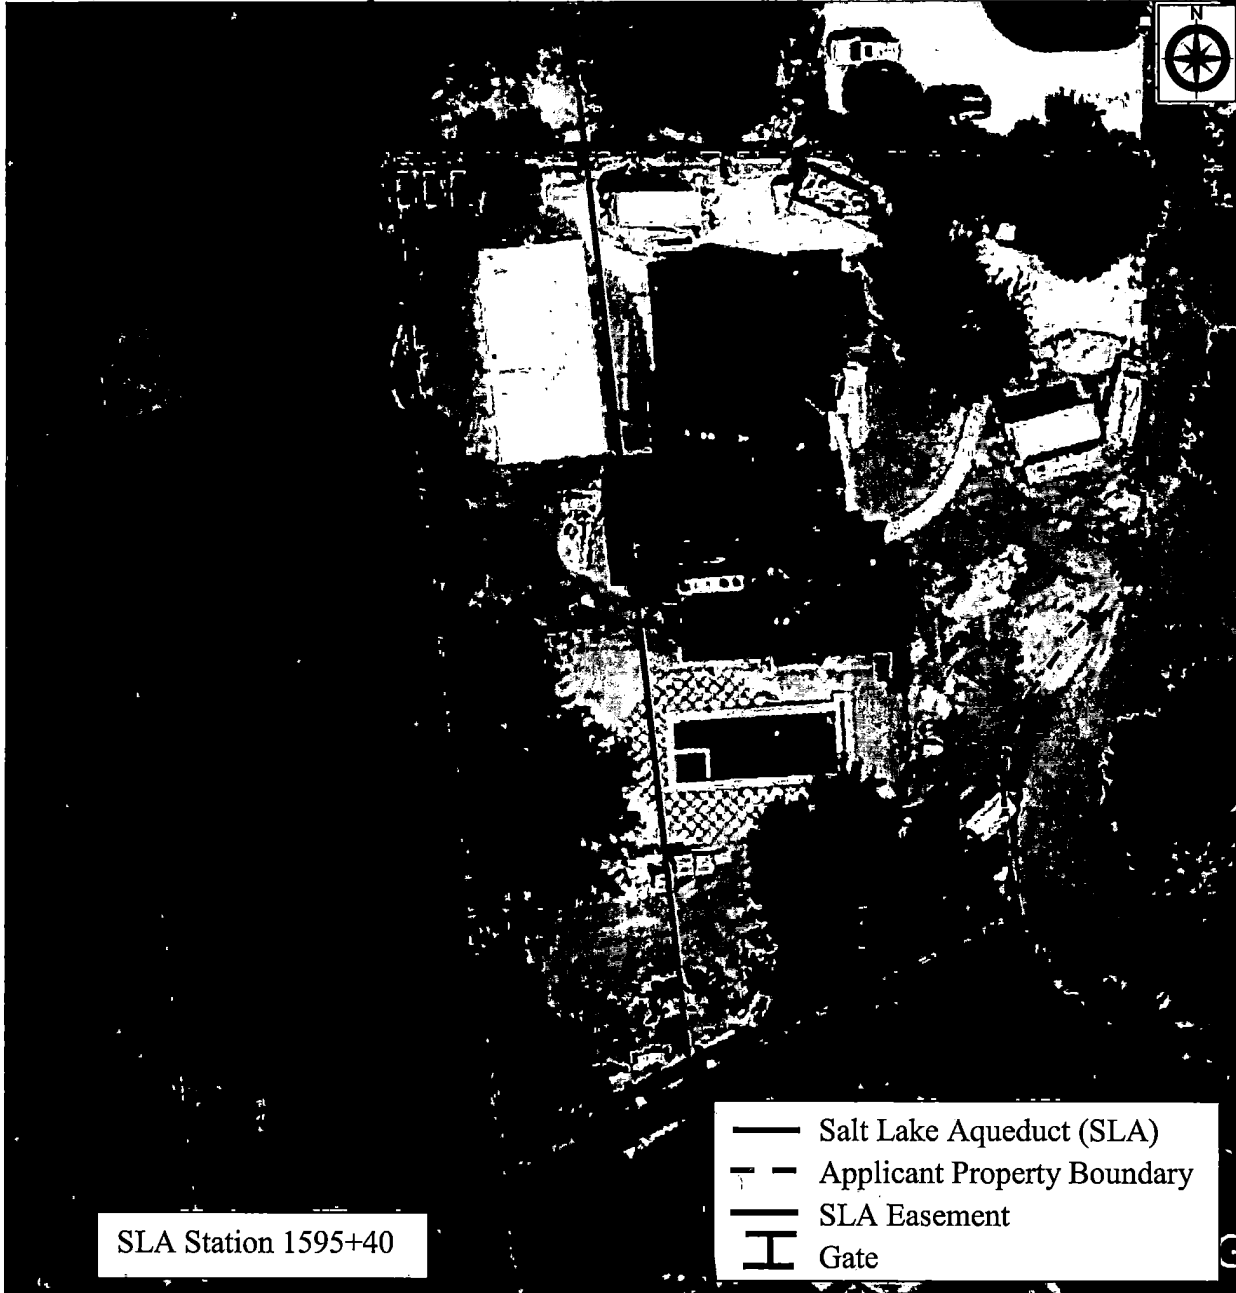 N
Salt Lake Aqueduct (SLA)
Applicant Property Boundary
SLA Easement
Gate
SLA Station 1595+40